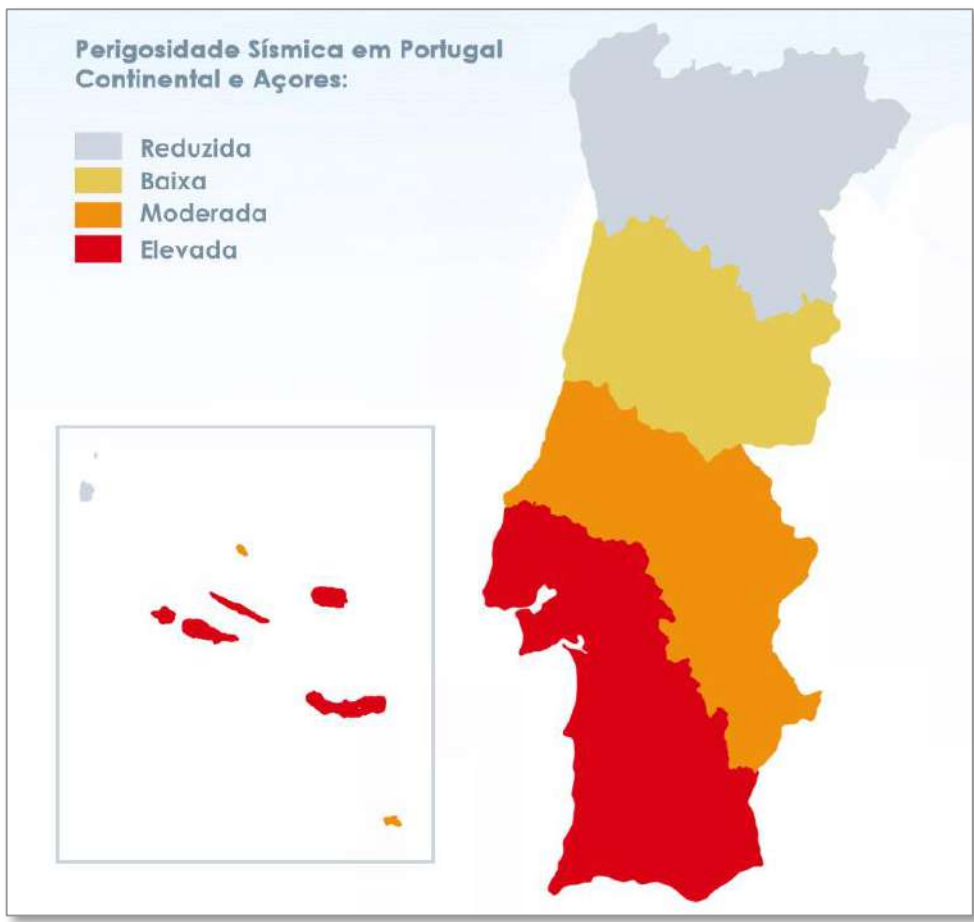 Perigosidade Sísmica em Portugal
Continental e Açores:
Reduzida
Baixa
Moderada
Elevada